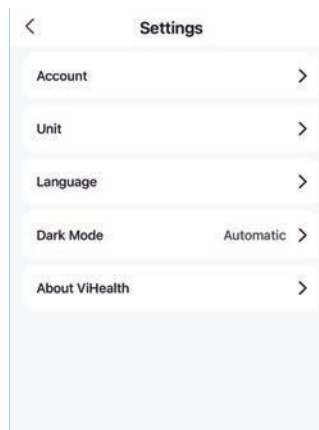 Settings
Account
Unit
Language
Dark Mode Automatic
About ViHealth